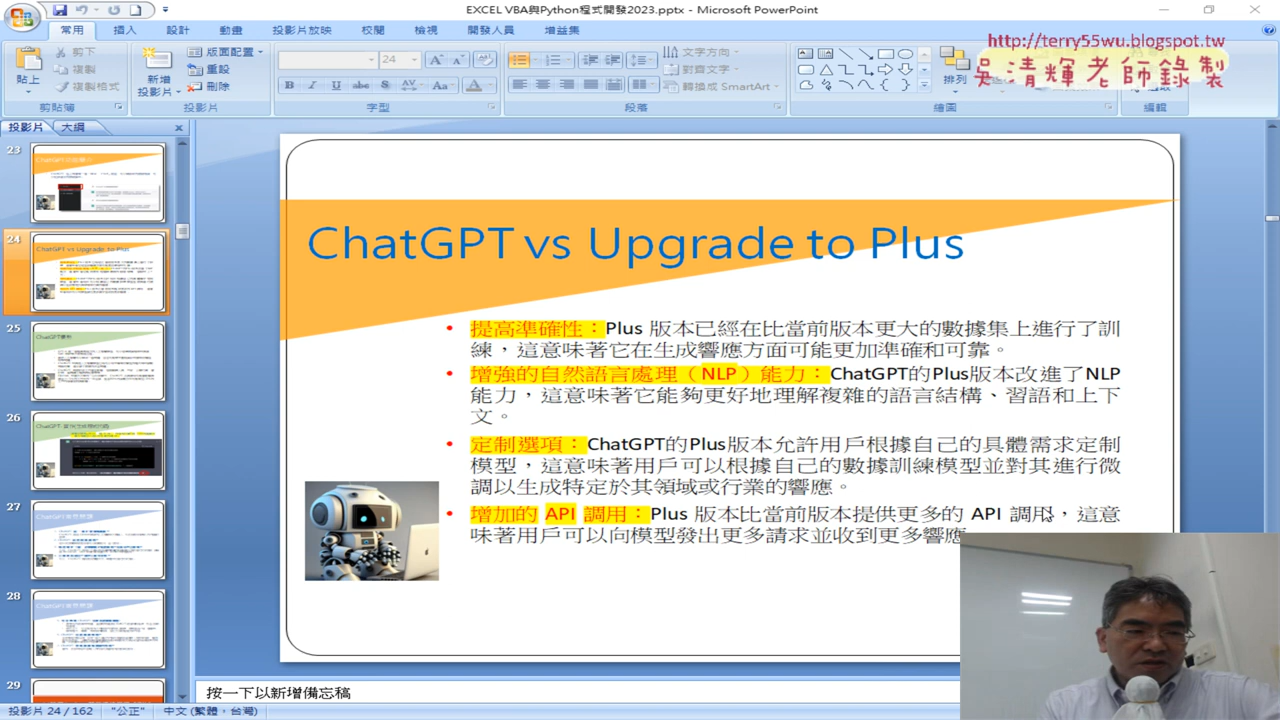 EXCEL VBA與Python程式開發2023.pptx - Microsoft PowerPoint
常用 插入 設計 動畫 投影片放映 校閱 檢視 開發人員 增益集
http://terry55wu.blogspot.tw
吳清輝老師錄製
貼上 剪下 複製 複製格式 新增投影片 版面配置 重設 刪除 24 文字方向 對齊文字 轉換成 SmartArt 排列
剪貼簿 投影片 字型 段落 繪圖 編輯
投影片 大綱
23
24
ChatGPT vs Upgrade to Plus
25
26
27
28
29
ChatGPT vs Upgrade to Plus
• 提高準確性：Plus 版本已經在比當前版本更大的數據集上進行了訓
練，這意味著它在生成響應方面可能更加準確和可靠。
• 增強的自然語言處理（NLP）能力：ChatGPT的Plus版本改進了NLP
能力，這意味著它能夠更好地理解複雜的語言結構、習語和上下
文。
• 定制選項：ChatGPT的Plus版本允許用戶根據自己的具體需求定制
模型，這意味著用戶可以根據自己的數據訓練模型並對其進行微
調以生成特定於其領域或行業的響應。
• 增加的 API 調用：Plus 版本比當前版本提供更多的 API 調用，這意
味著用戶可以向模型發出更多請求並收到更多響應
按一下以新增備忘稿
投影片 24 / 162 "公正" 中文 (繁體，台灣)